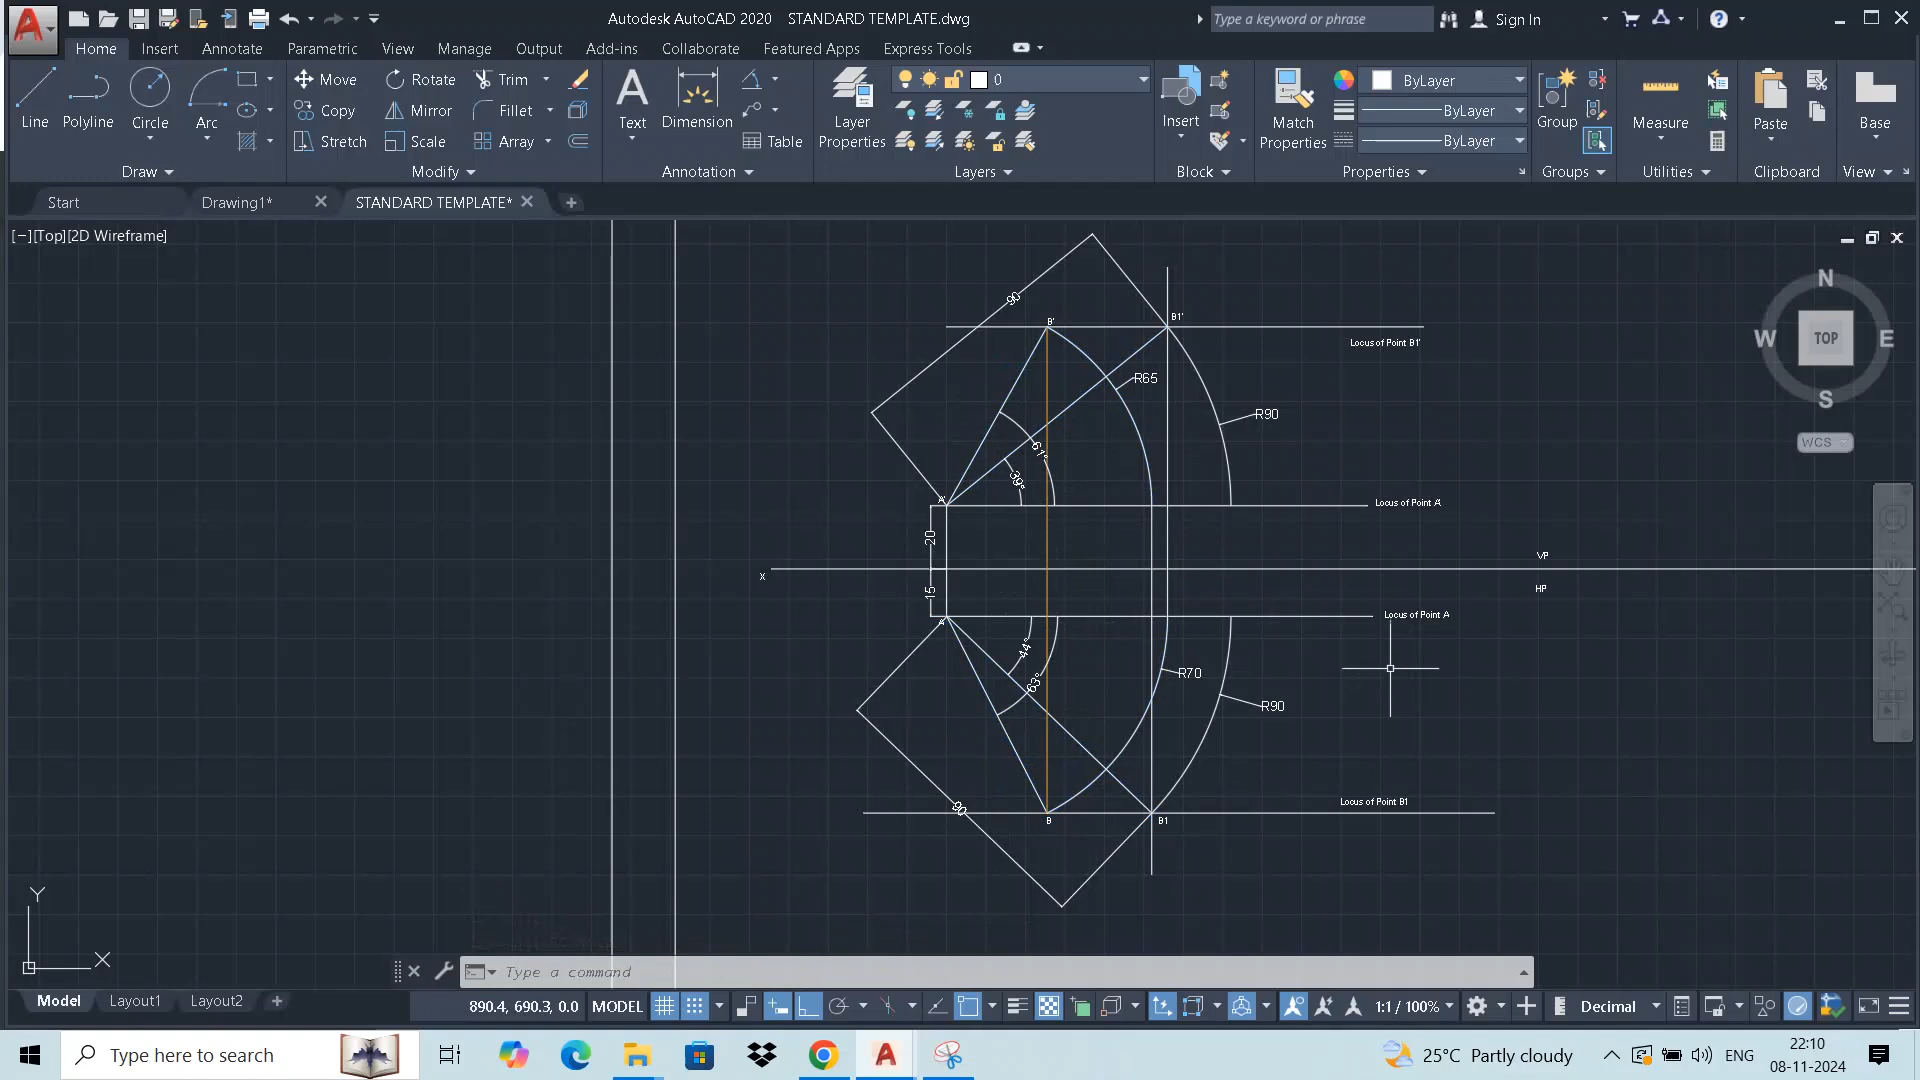 Autodesk AutoCAD 2020 STANDARD TEMPLATE.dwg
Type a keyword or phrase
Sign In
Home Insert Annotate Parametric View Manage Output Add-ins Collaborate Featured Apps Express Tools
Line
Polyline
Circle
Arc
Draw
Move
Copy
Stretch
Rotate
Mirror
Scale
Trim
Fillet
Array
Modify
Text
Dimension
Table
Annotation
Layer
Properties
0
Layers
Insert
Block
Match
Properties
ByLayer
ByLayer
ByLayer
Properties
Group
Groups
Measure
Utilities
Paste
Clipboard
Base
View
Start
Drawing1*
STANDARD TEMPLATE*
[−][Top][2D Wireframe]
N
W
TOP
E
S
WCS
90
B'
B1'
Locus of Point B1'
R65
R90
61°
39°
A'
Locus of Point A'
20
VP
X
HP
15
A
Locus of Point A
44°
63°
R70
R90
90
Locus of Point B1
B
B1
Y
X
Type a command
Model Layout1 Layout2
890.4, 690.3, 0.0 MODEL
1:1 / 100%
Decimal
Type here to search
25°C Partly cloudy
ENG
22:10
08-11-2024